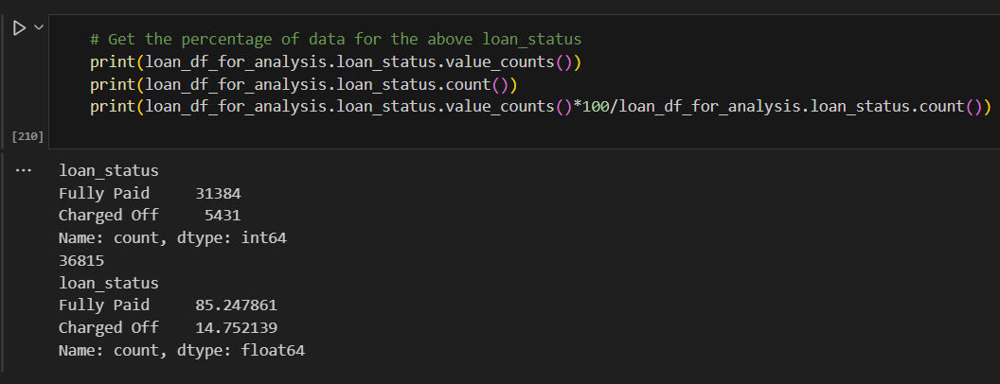 # Get the percentage of data for the above loan_status
print(loan_df_for_analysis.loan_status.value_counts())
print(loan_df_for_analysis.loan_status.count())
print(loan_df_for_analysis.loan_status.value_counts()*100/loan_df_for_analysis.loan_status.count())
[210]
... loan_status
Fully Paid     31384
Charged Off     5431
Name: count, dtype: int64
36815
loan_status
Fully Paid     85.247861
Charged Off    14.752139
Name: count, dtype: float64